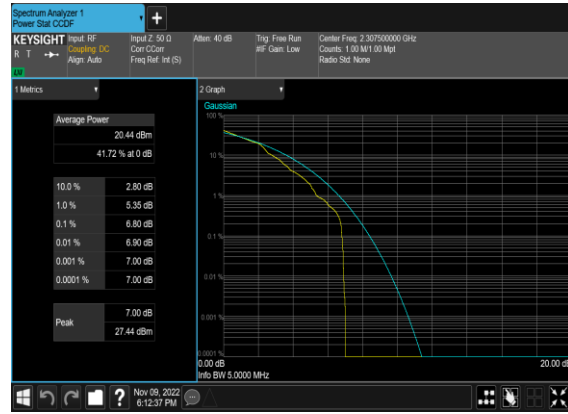 Spectrum Analyzer 1
Power Stat CCDF
+
KEYSIGHT
R T
LXI
Input: RF
Coupling: DC
Align: Auto
Input Z: 50 Ω
Corr CCorr
Freq Ref: Int (S)
Atten: 40 dB
Trig: Free Run
#IF Gain: Low
Center Freq: 2.307500000 GHz
Counts: 1.00 M/1.00 Mpt
Radio Std: None
1 Metrics
Average Power
20.44 dBm
41.72 % at 0 dB
10.0 % 2.80 dB
1.0 % 5.35 dB
0.1 % 6.80 dB
0.01 % 6.90 dB
0.001 % 7.00 dB
0.0001 % 7.00 dB
Peak
7.00 dB
27.44 dBm
2 Graph
Gaussian
100 %
10 %
1 %
0.1 %
0.01 %
0.001 %
0.0001 %
0.00 dB
20.00 dB
Info BW 5.0000 MHz
?
Nov 09, 2022
6:12:37 PM